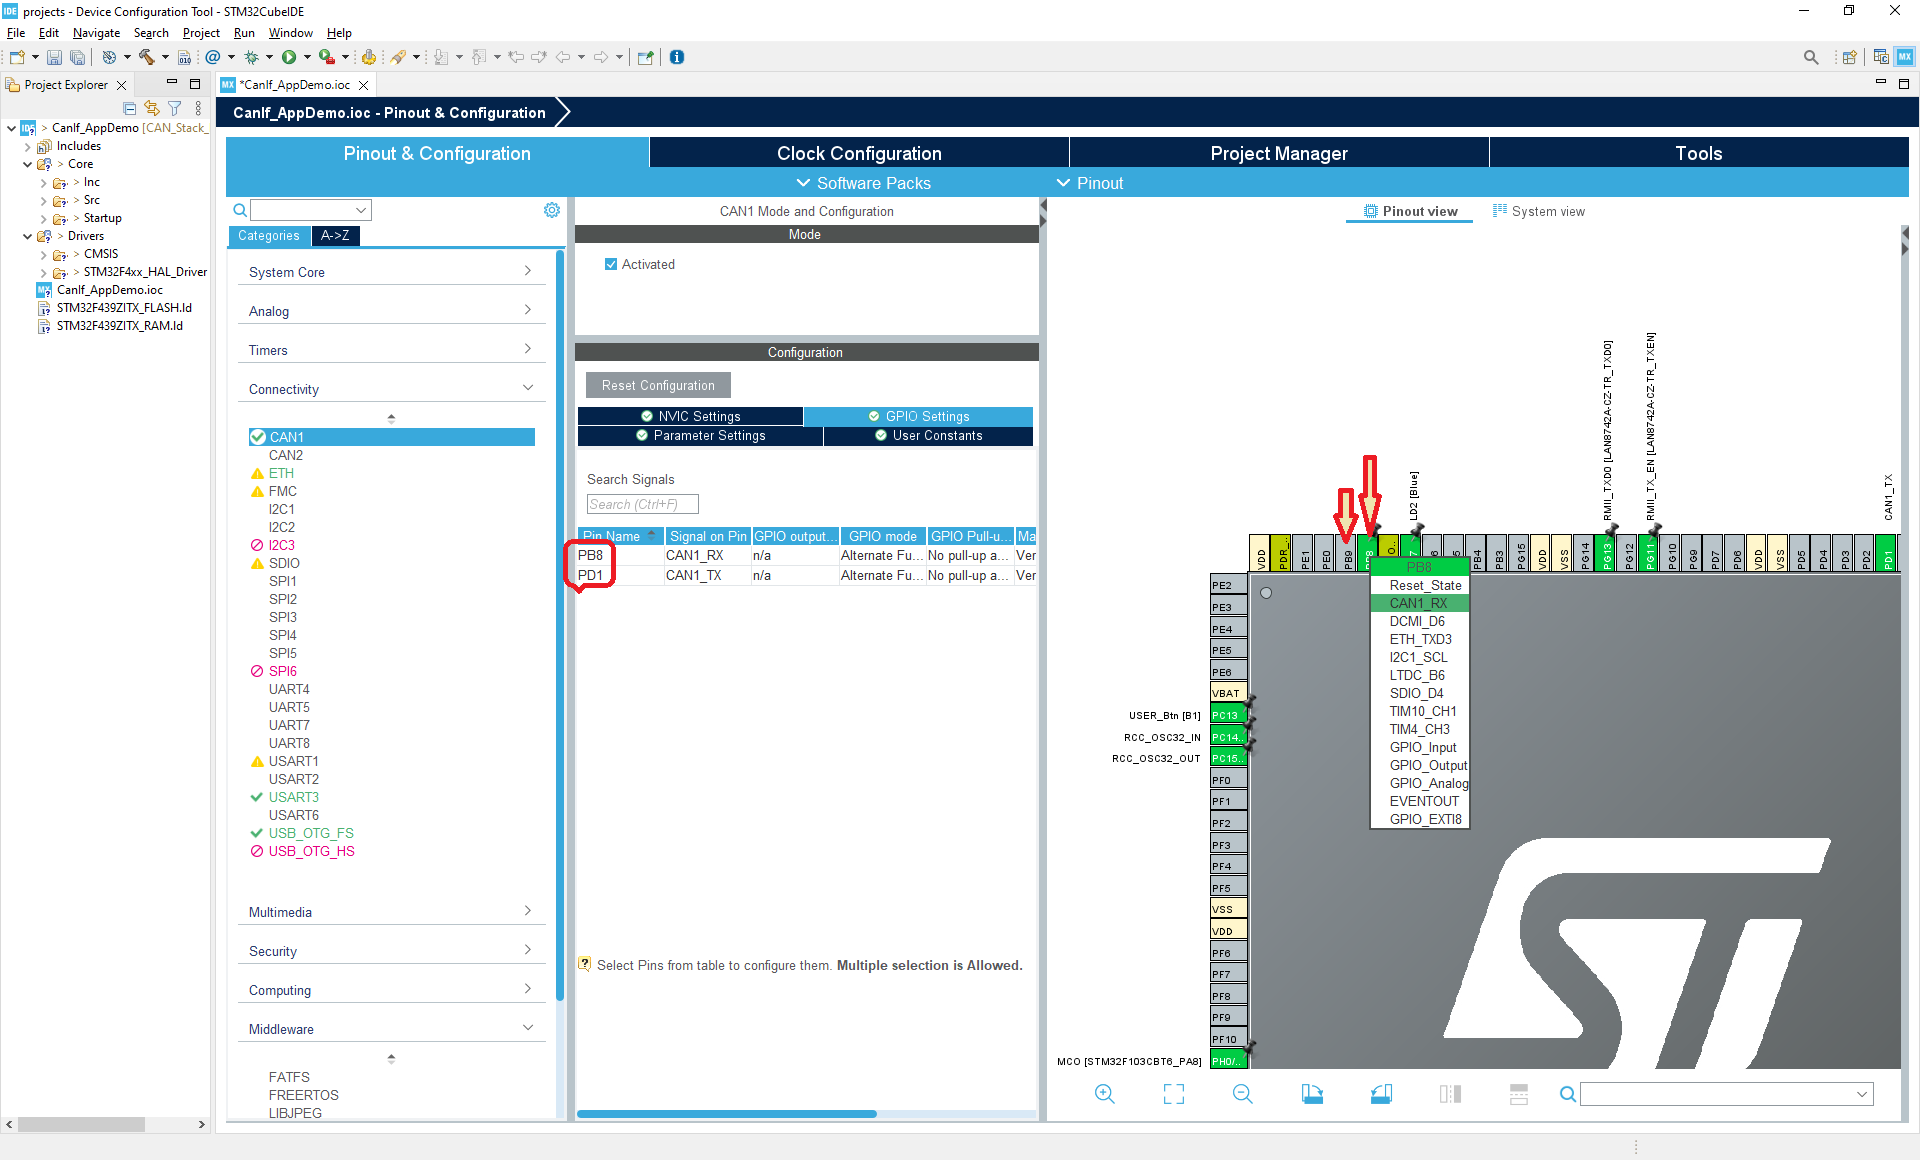 IDE projects - Device Configuration Tool - STM32CubeIDE
File Edit Navigate Search Project Run Window Help
Project Explorer
MX *CanIf_AppDemo.ioc
> CanIf_AppDemo [CAN_Stack_
Includes
> Core
> Inc
> Src
> Startup
> Drivers
> CMSIS
> STM32F4xx_HAL_Driver
CanIf_AppDemo.ioc
STM32F439ZITX_FLASH.ld
STM32F439ZITX_RAM.ld
CanIf_AppDemo.ioc - Pinout & Configuration
Pinout & Configuration
Clock Configuration
Project Manager
Tools
Software Packs
Pinout
Categories
A->Z
System Core
Analog
Timers
Connectivity
CAN1
CAN2
ETH
FMC
I2C1
I2C2
I2C3
SDIO
SPI1
SPI2
SPI3
SPI4
SPI5
SPI6
UART4
UART5
UART7
UART8
USART1
USART2
USART3
USART6
USB_OTG_FS
USB_OTG_HS
Multimedia
Security
Computing
Middleware
FATFS
FREERTOS
LIBJPEG
CAN1 Mode and Configuration
Mode
Activated
Configuration
Reset Configuration
NVIC Settings
GPIO Settings
Parameter Settings
User Constants
Search Signals
Search (Ctrl+F)
Pin Name Signal on Pin GPIO output... GPIO mode GPIO Pull-u... Ma
PB8 CAN1_RX n/a Alternate Fu... No pull-up a... Ver
PD1 CAN1_TX n/a Alternate Fu... No pull-up a... Ver
Select Pins from table to configure them. Multiple selection is Allowed.
Pinout view
System view
LD2 [Blue]
RMII_TXD0 [LAN8742A-CZ-TR_TXD0]
RMII_TX_EN [LAN8742A-CZ-TR_TXEN]
CAN1_TX
VDD
PDR_
PE1
PE0
PB9
PB8
PB4
PB3
PG15
VDD
VSS
PG14
PG13
PG12
PG11
PG10
PG9
PD7
PD6
VDD
VSS
PD5
PD4
PD3
PD2
PD1
PB8
Reset_State
CAN1_RX
DCMI_D6
ETH_TXD3
I2C1_SCL
LTDC_B6
SDIO_D4
TIM10_CH1
TIM4_CH3
GPIO_Input
GPIO_Output
GPIO_Analog
EVENTOUT
GPIO_EXTI8
PE2
PE3
PE4
PE5
PE6
VBAT
USER_Btn [B1] PC13
RCC_OSC32_IN PC14..
RCC_OSC32_OUT PC15..
PF0
PF1
PF2
PF3
PF4
PF5
VSS
VDD
PF6
PF7
PF8
PF9
PF10
MCO [STM32F103CBT6_PA8] PH0/..
ST